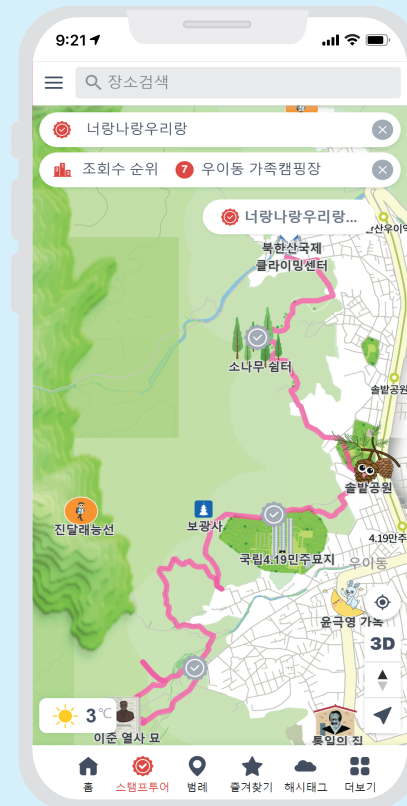 9:21
장소검색
너랑나랑우리랑
조회수 순위 7 우이동 가족캠핑장
너랑나랑우리랑...
북한산국제
클라이밍센터
소나무 쉼터
솔밭공원
솔밭공원
진달래능선
보광사
국립4.19민주묘지
4.19만주
우이동
윤극영 가옥
3D
3℃
이준 열사 묘
통일의 집
홈
스탬프투어
범례
즐겨찾기
해시태그
더보기